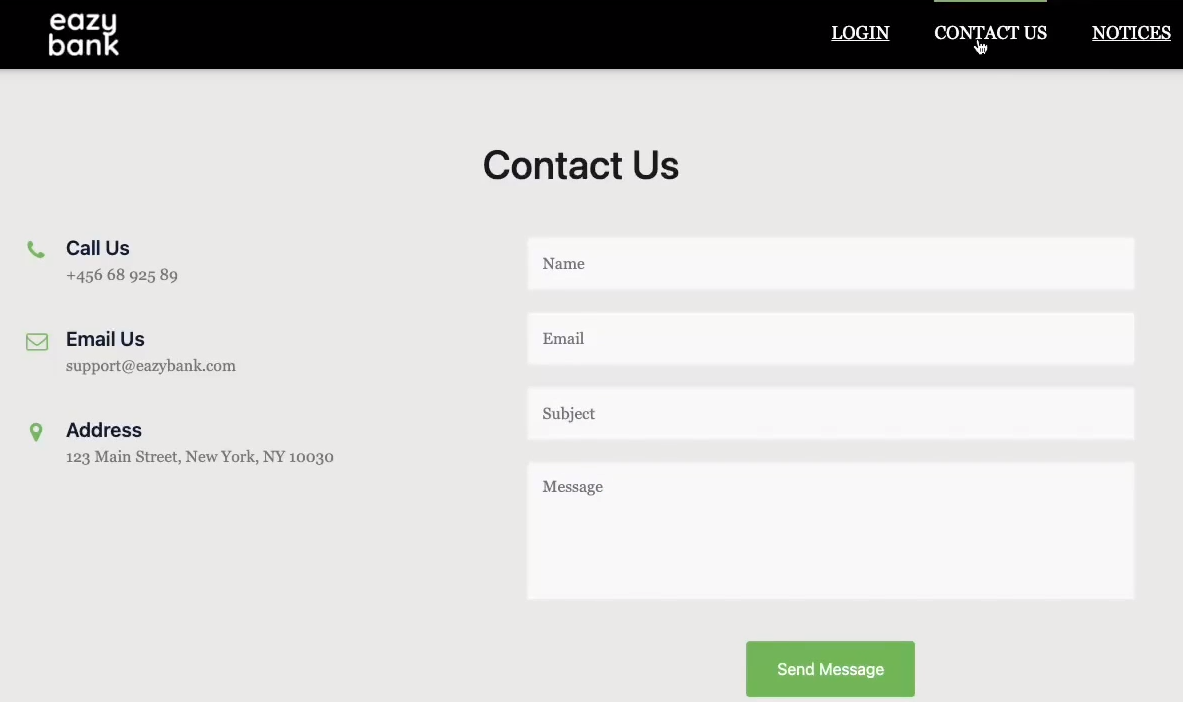 eazy
bank
LOGIN CONTACT US NOTICES
Contact Us
Call Us
+456 68 925 89
Email Us
support@eazybank.com
Address
123 Main Street, New York, NY 10030
Name
Email
Subject
Message
Send Message